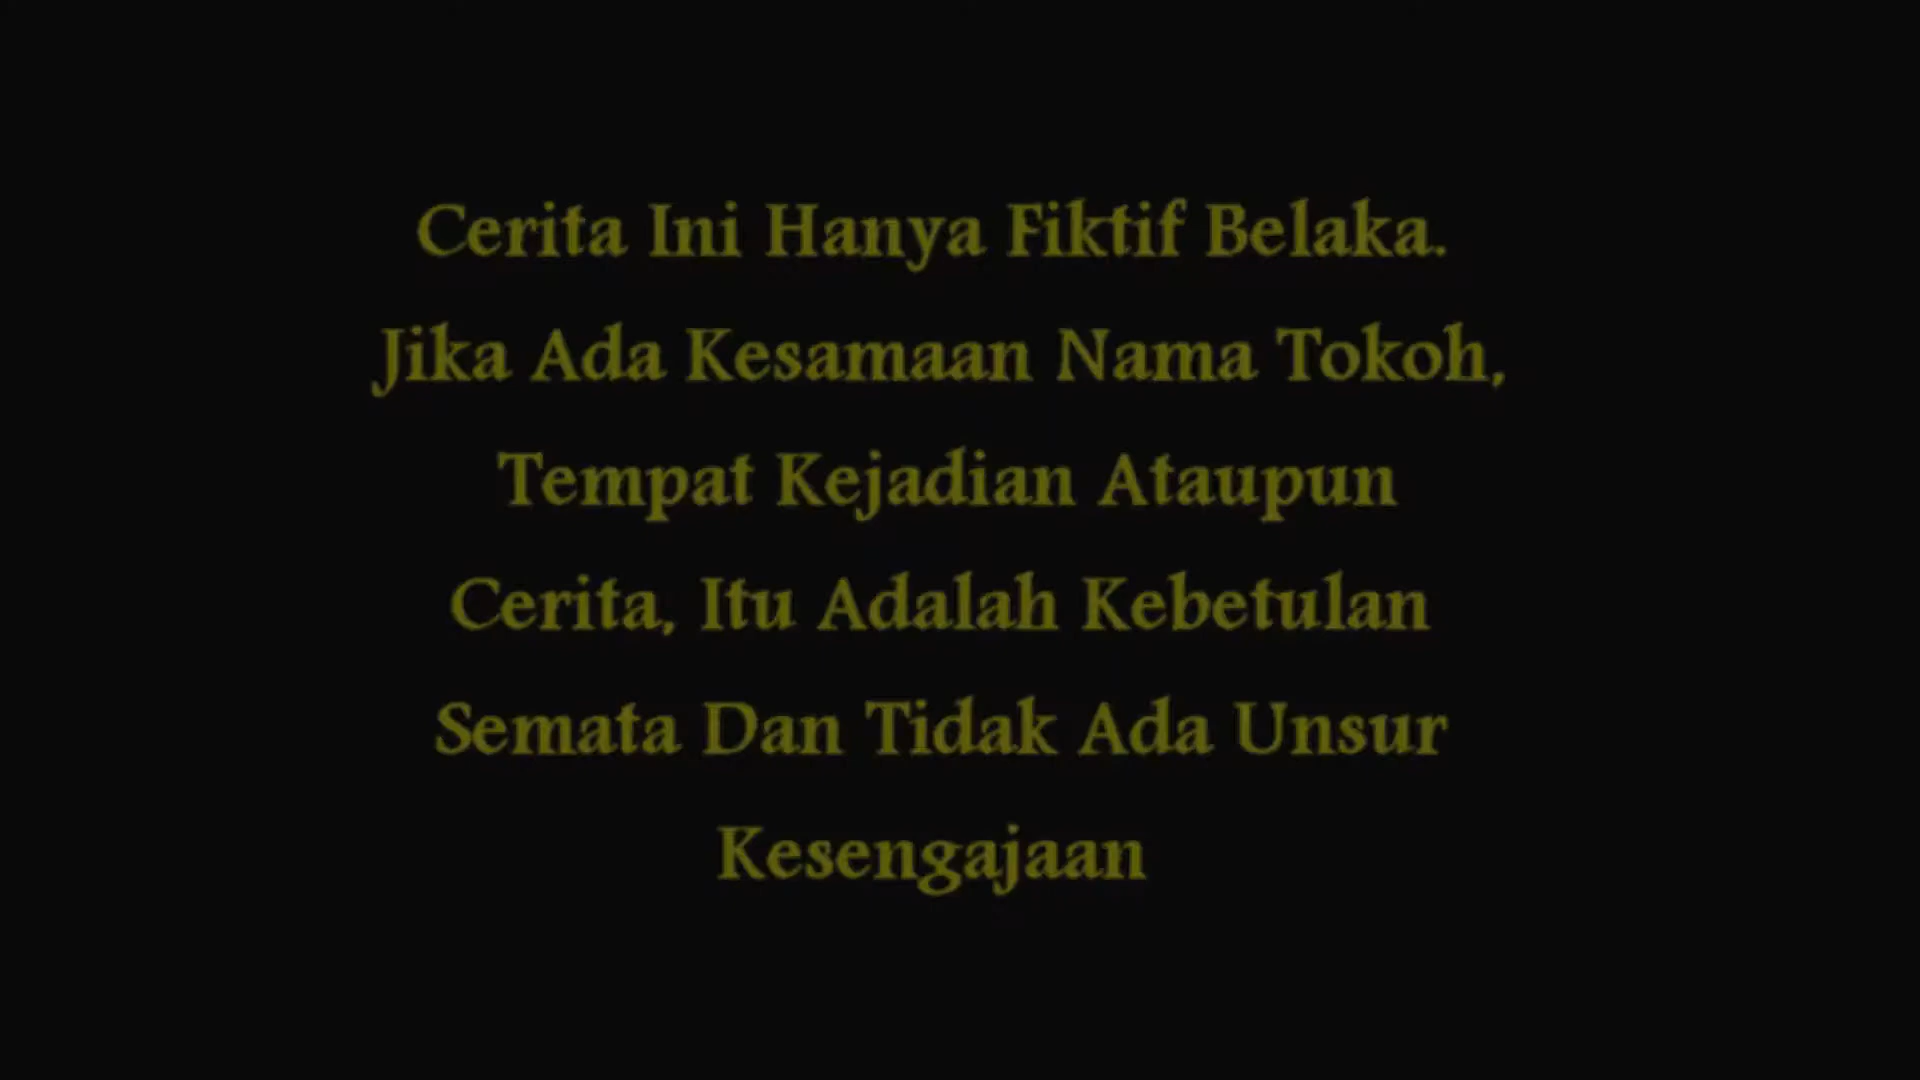 Cerita Ini Hanya Fiktif Belaka.
Jika Ada Kesamaan Nama Tokoh,
Tempat Kejadian Ataupun
Cerita, Itu Adalah Kebetulan
Semata Dan Tidak Ada Unsur
Kesengajaan